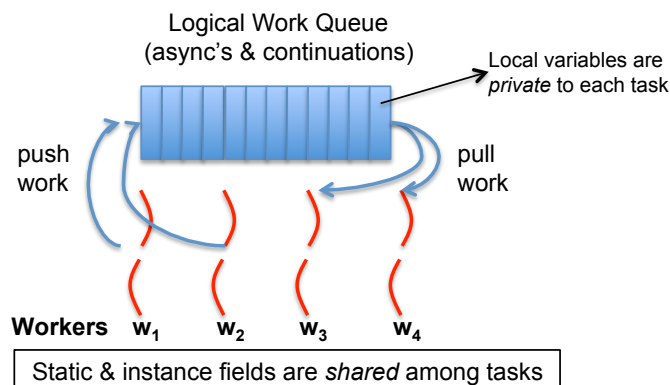 Logical Work Queue
(async's & continuations)
Local variables are
private to each task
push
work
pull
work
Workers w₁ w₂ w₃ w₄
Static & instance fields are shared among tasks